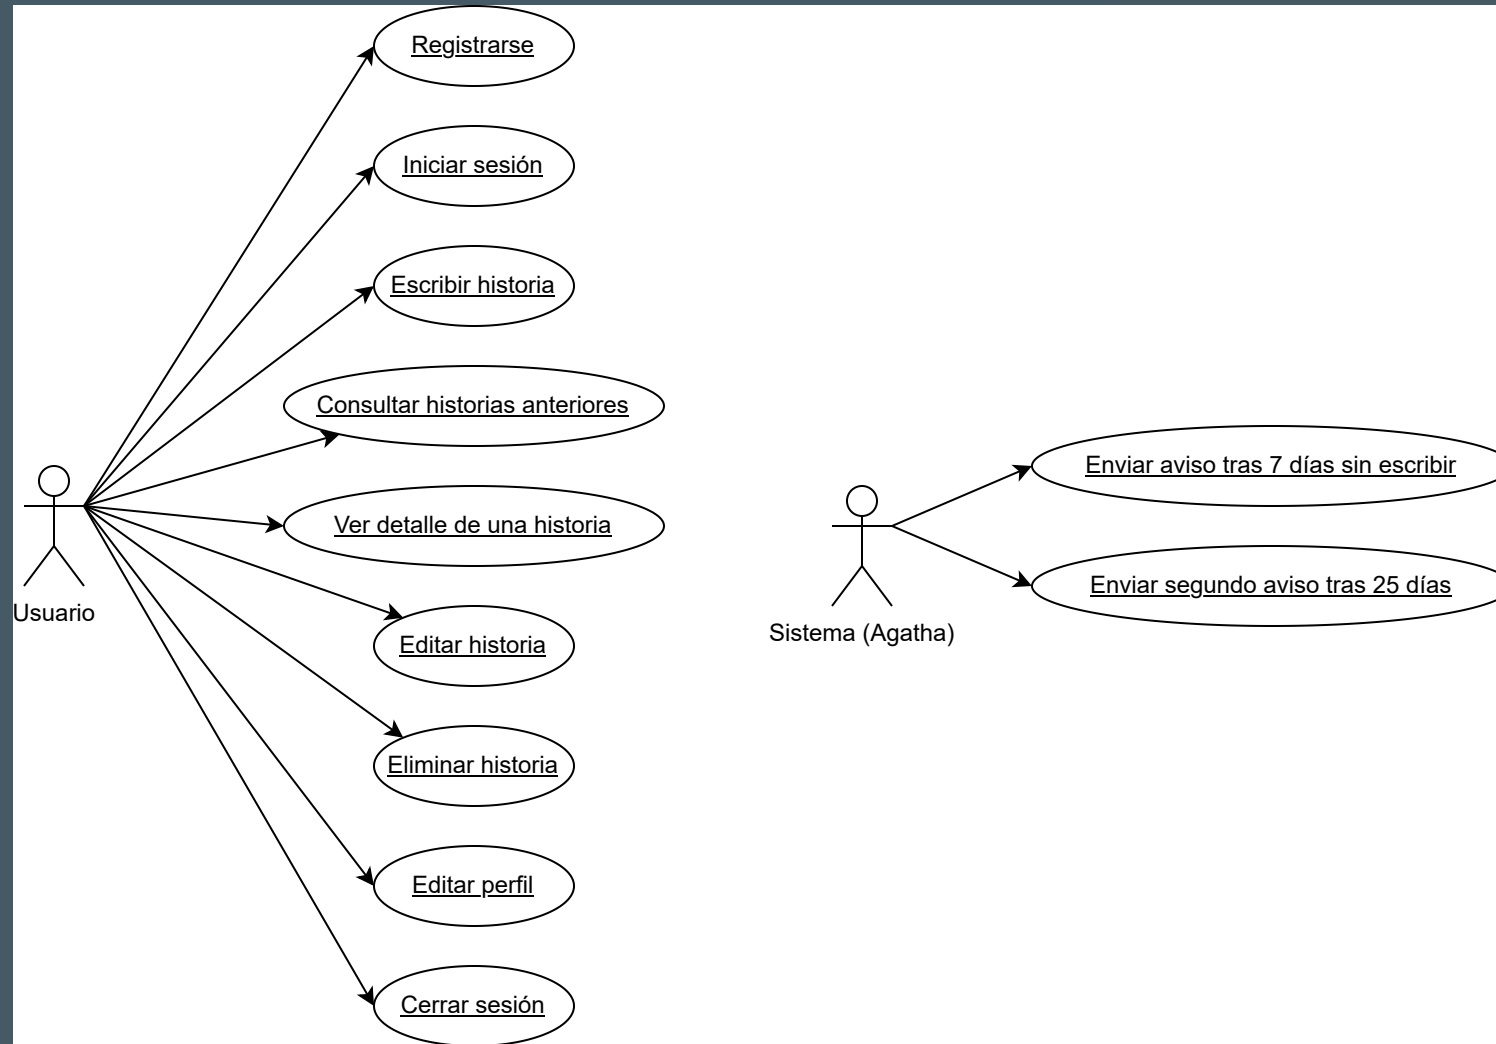 Registrarse
Iniciar sesión
Escribir historia
Consultar historias anteriores
Ver detalle de una historia
Usuario
Editar historia
Eliminar historia
Editar perfil
Cerrar sesión
Enviar aviso tras 7 días sin escribir
Enviar segundo aviso tras 25 días
Sistema (Agatha)